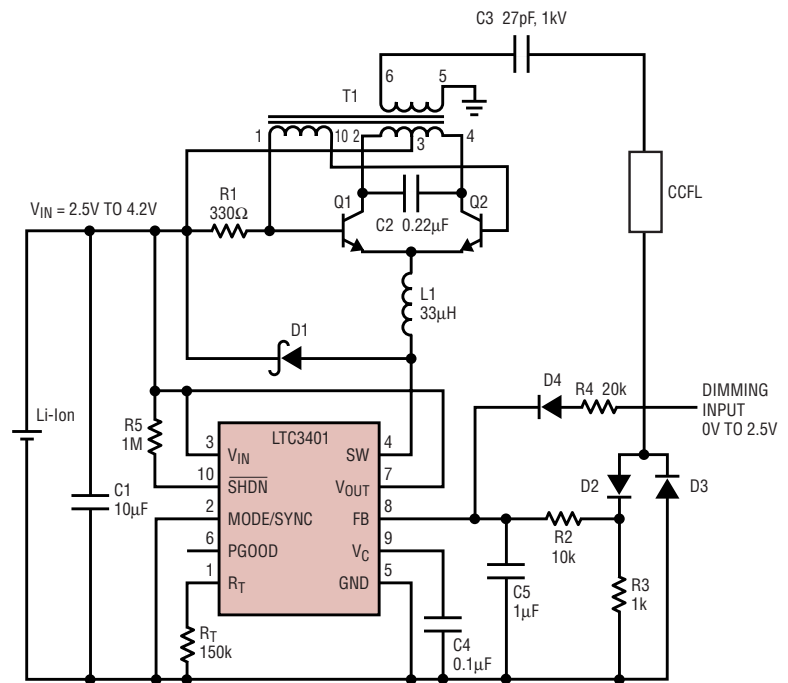 C3 27pF, 1kV
6
5
T1
1
10
2
3
4
R1
330Ω
Q1
Q2
C2 0.22µF
CCFL
VIN = 2.5V TO 4.2V
L1
33µH
D1
D4
R4 20k
DIMMING
INPUT
0V TO 2.5V
Li-Ion
R5
1M
LTC3401
3
VIN
SW
4
10
SHDN
VOUT
7
2
MODE/SYNC
FB
8
6
PGOOD
VC
9
1
RT
GND
5
D2
D3
R2
10k
C1
10µF
C5
1µF
R3
1k
RT
150k
C4
0.1µF